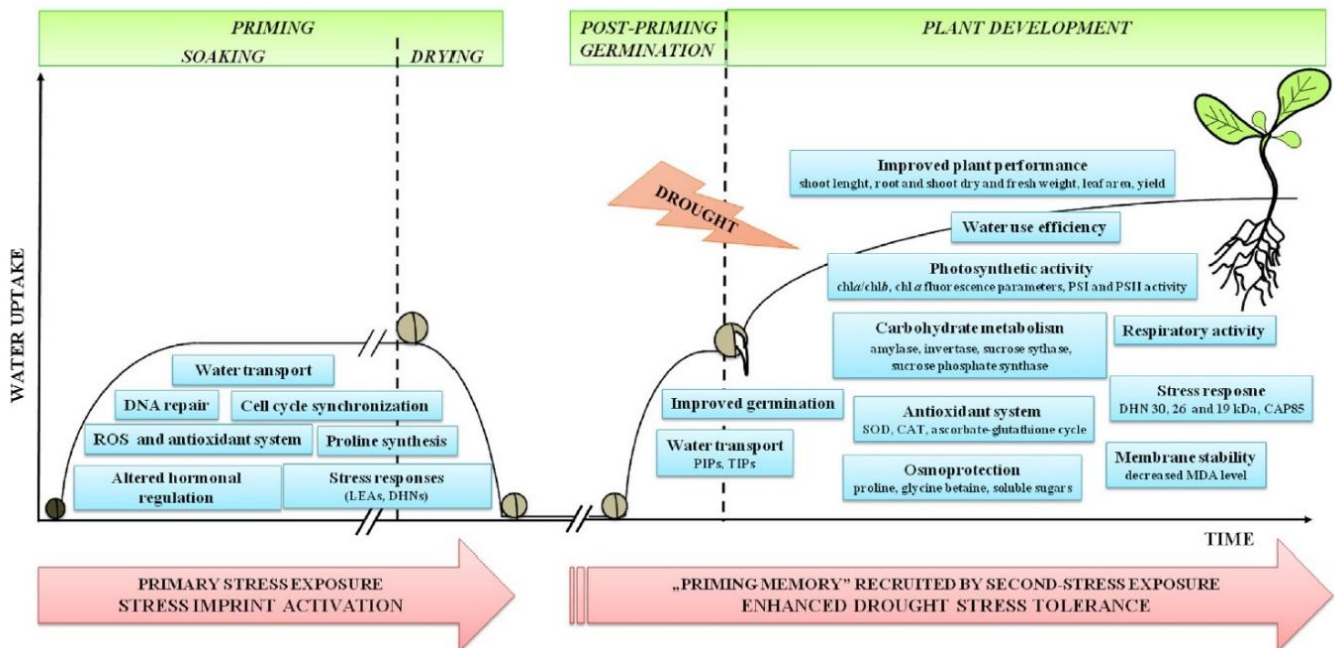 PRIMING
SOAKING
DRYING
POST-PRIMING
GERMINATION
PLANT DEVELOPMENT
WATER UPTAKE
Water transport
DNA repair
Cell cycle synchronization
ROS and antioxidant system
Proline synthesis
Altered hormonal
regulation
Stress responses
(LEAs, DHNs)
DROUGHT
Improved germination
Water transport
PIPs, TIPs
Improved plant performance
shoot lenght, root and shoot dry and fresh weight, leaf area, yield
Water use efficiency
Photosynthetic activity
chla/chlb, chl a fluorescence parameters, PSI and PSII activity
Carbohydrate metabolism
amylase, invertase, sucrose sythase,
sucrose phosphate synthase
Respiratory activity
Antioxidant system
SOD, CAT, ascorbate-glutathione cycle
Stress resposne
DHN 30, 26 and 19 kDa, CAP85
Osmoprotection
proline, glycine betaine, soluble sugars
Membrane stability
decreased MDA level
TIME
PRIMARY STRESS EXPOSURE
STRESS IMPRINT ACTIVATION
„PRIMING MEMORY” RECRUITED BY SECOND-STRESS EXPOSURE
ENHANCED DROUGHT STRESS TOLERANCE